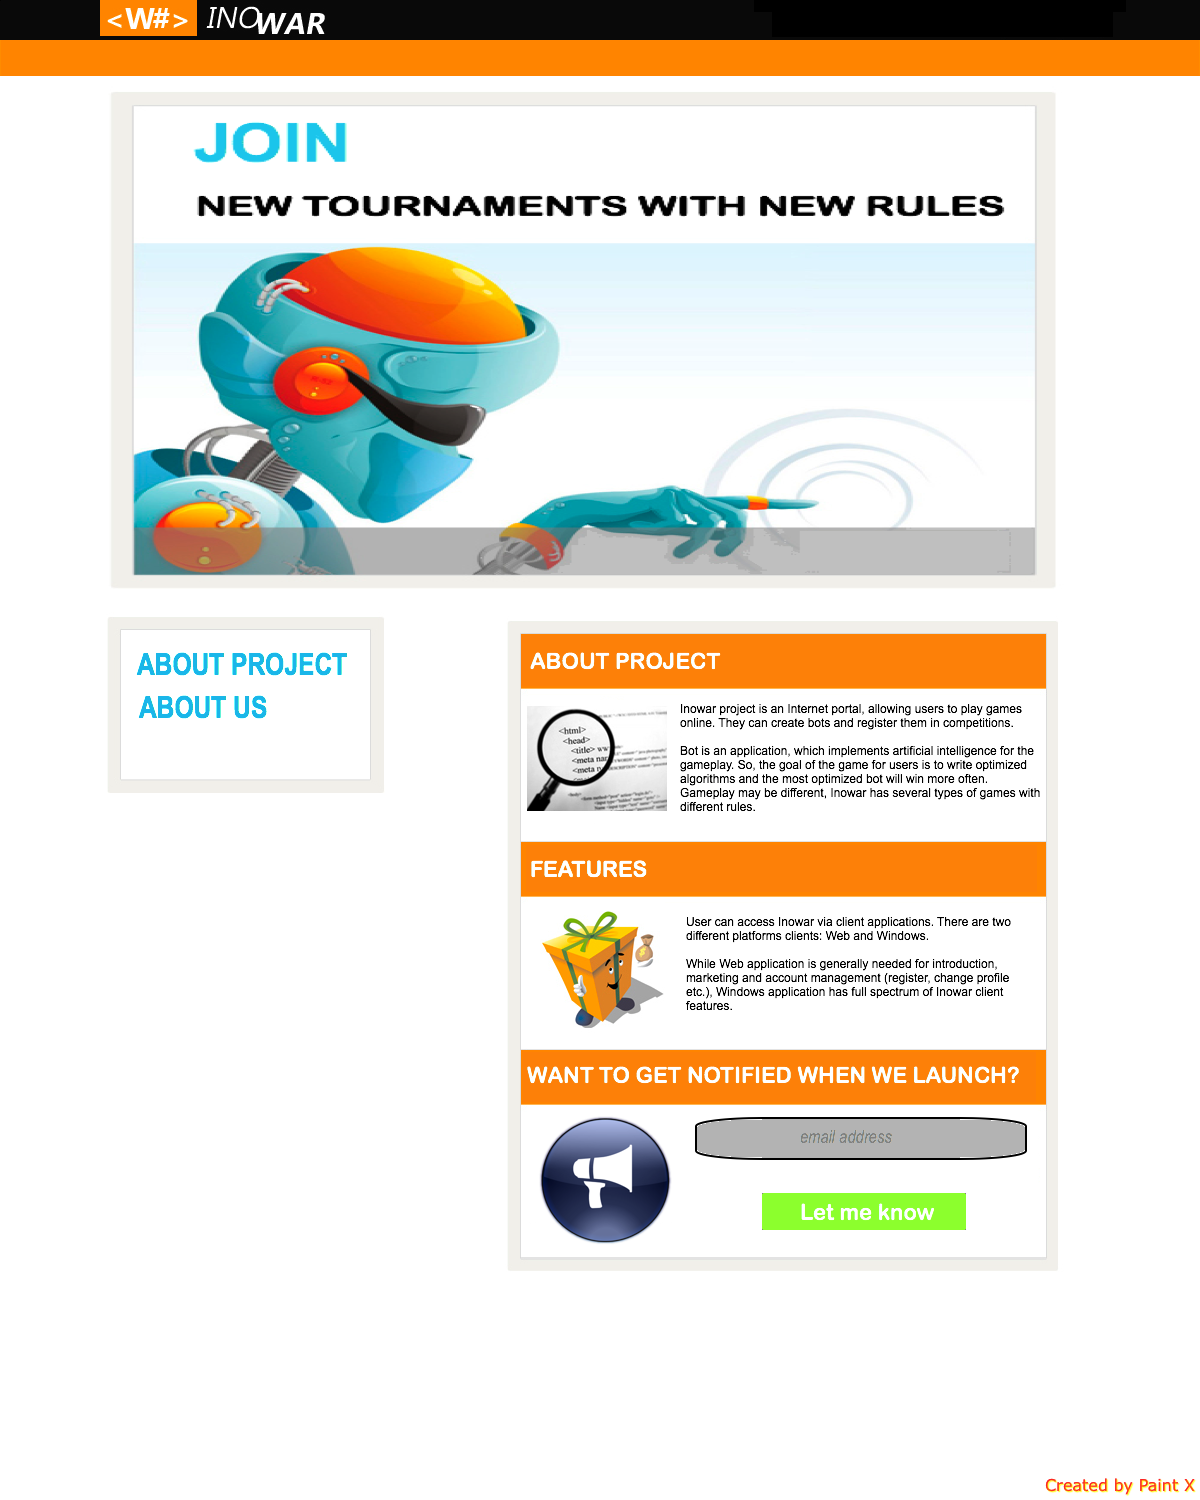 <W#> INOWAR
JOIN
NEW TOURNAMENTS WITH NEW RULES
ABOUT PROJECT
ABOUT US
ABOUT PROJECT
<html>
<head>
<title>
<meta
<meta
<body>
Inowar project is an Internet portal, allowing users to play games
online. They can create bots and register them in competitions.
Bot is an application, which implements artificial intelligence for the
gameplay. So, the goal of the game for users is to write optimized
algorithms and the most optimized bot will win more often.
Gameplay may be different, Inowar has several types of games with
different rules.
FEATURES
User can access Inowar via client applications. There are two
different platforms clients: Web and Windows.
While Web application is generally needed for introduction,
marketing and account management (register, change profile
etc.), Windows application has full spectrum of Inowar client
features.
WANT TO GET NOTIFIED WHEN WE LAUNCH?
email address
Let me know
Created by Paint X